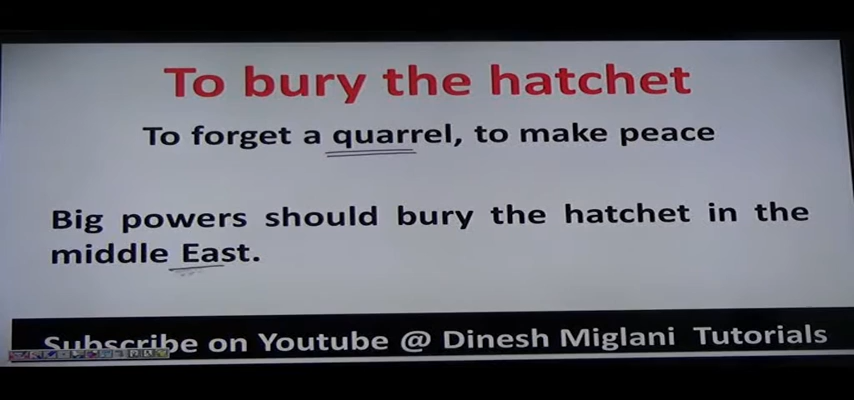 To bury the hatchet
To forget a quarrel, to make peace
Big powers should bury the hatchet in the
middle East.
Subscribe on Youtube @ Dinesh Miglani Tutorials